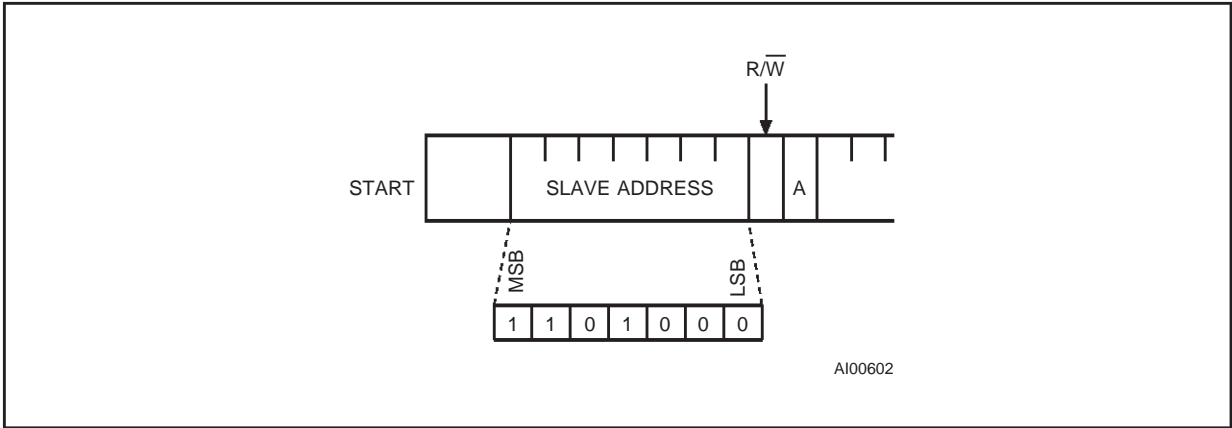 R/W̅
START SLAVE ADDRESS A
MSB LSB
1 1 0 1 0 0 0
AI00602